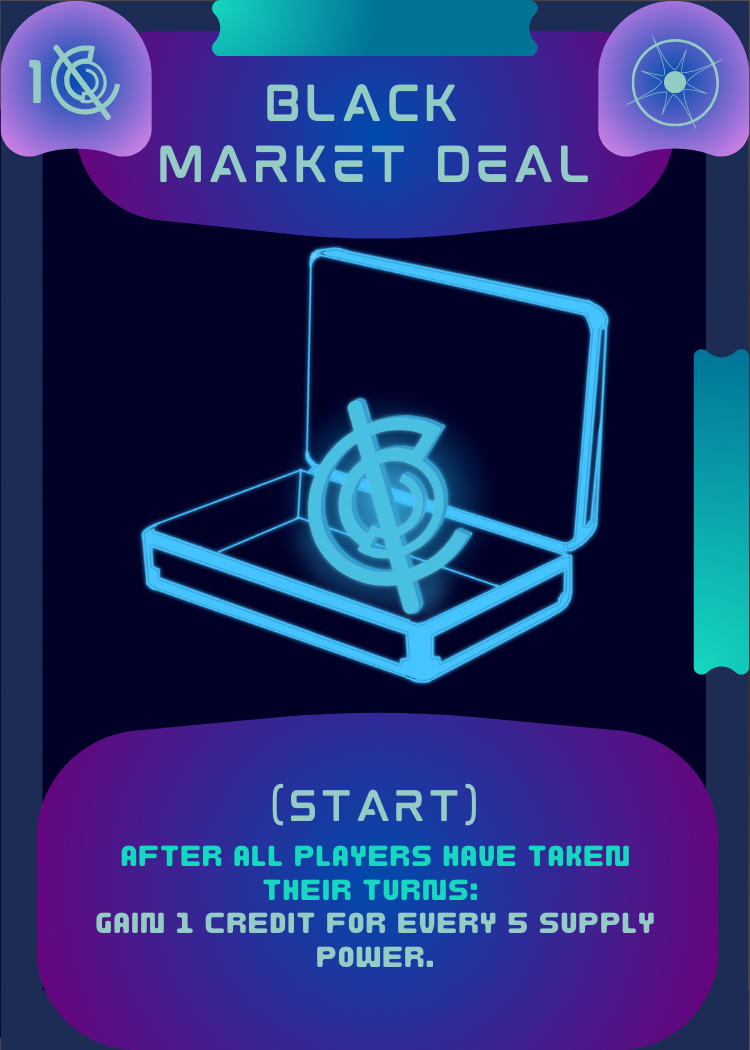 1
BLACK
MARKET DEAL
(START)
AFTER ALL PLAYERS HAVE TAKEN
THEIR TURNS:
GAIN 1 CREDIT FOR EVERY 5 SUPPLY
POWER.